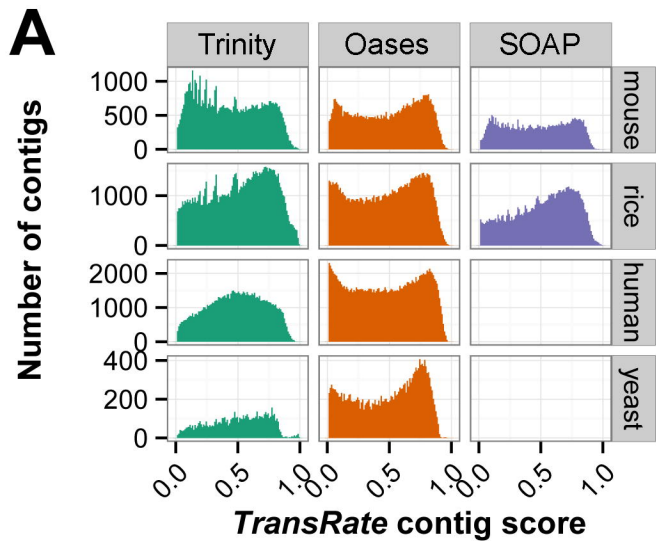 A
Trinity Oases SOAP
Number of contigs
1000
500
0
mouse
1000
0
rice
2000
1000
0
human
400
200
0
yeast
0.0 0.5 1.0 0.0 0.5 1.0 0.0 0.5 1.0
TransRate contig score